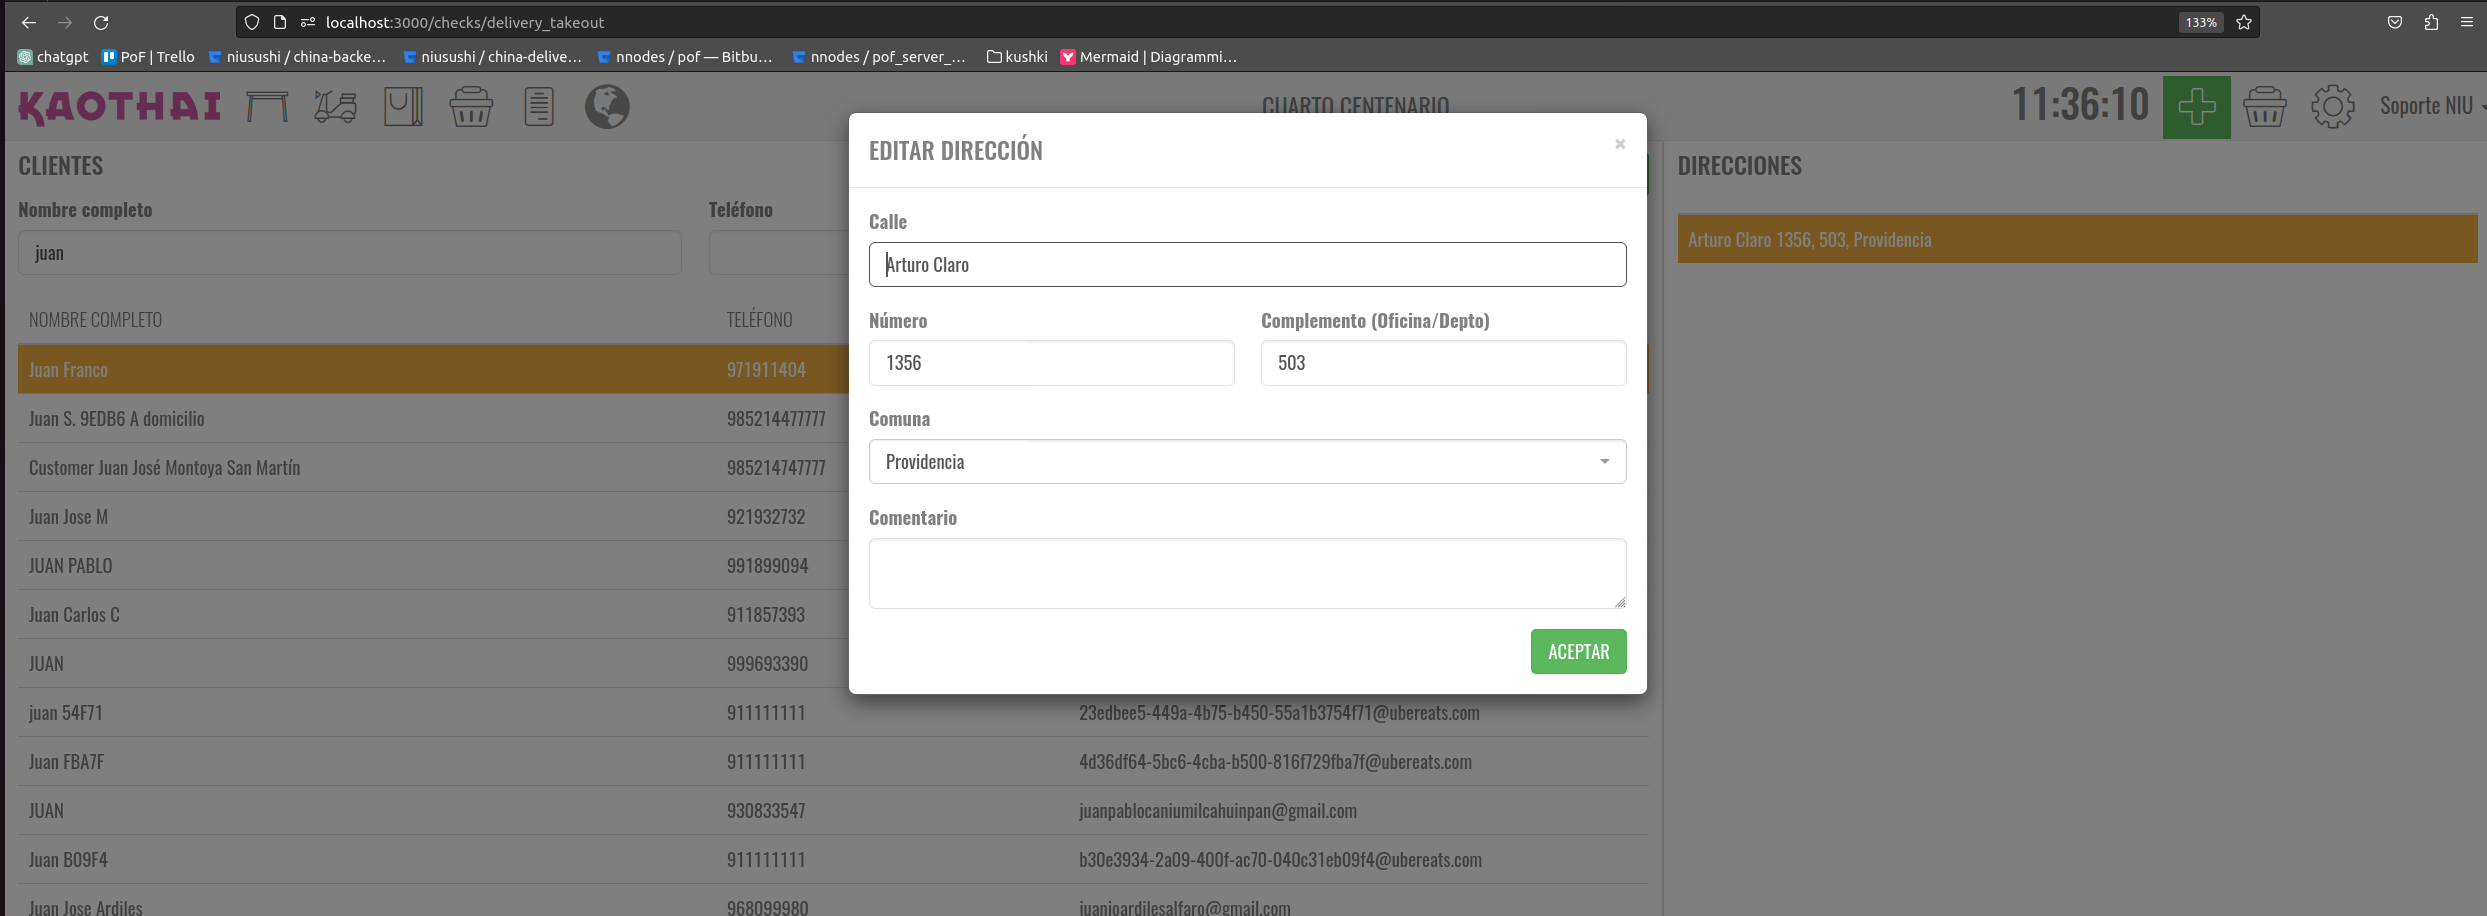 localhost:3000/checks/delivery_takeout
133%
chatgpt
PoF | Trello
niusushi / china-backe...
niusushi / china-delive...
nnodes / pof — Bitbu...
nnodes / pof_server_...
kushki
Mermaid | Diagrammi...
KAOTHAI
CUARTO CENTENARIO
11:36:10
Soporte NIU
CLIENTES
Nombre completo
Teléfono
juan
NOMBRE COMPLETO
TELÉFONO
Juan Franco
971911404
Juan S. 9EDB6 A domicilio
985214477777
Customer Juan José Montoya San Martín
985214747777
Juan Jose M
921932732
JUAN PABLO
991899094
Juan Carlos C
911857393
JUAN
999693390
juan 54F71
911111111
23edbee5-449a-4b75-b450-55a1b3754f71@ubereats.com
Juan FBA7F
911111111
4d36df64-5bc6-4cba-b500-816f729fba7f@ubereats.com
JUAN
930833547
juanpablocaniumilcahuinpan@gmail.com
Juan B09F4
911111111
b30e3934-2a09-400f-ac70-040c31eb09f4@ubereats.com
Juan Jose Ardiles
968099980
juanjoardilesalfaro@gmail.com
EDITAR DIRECCIÓN
×
Calle
Arturo Claro
Número
Complemento (Oficina/Depto)
1356
503
Comuna
Providencia
Comentario
ACEPTAR
DIRECCIONES
Arturo Claro 1356, 503, Providencia